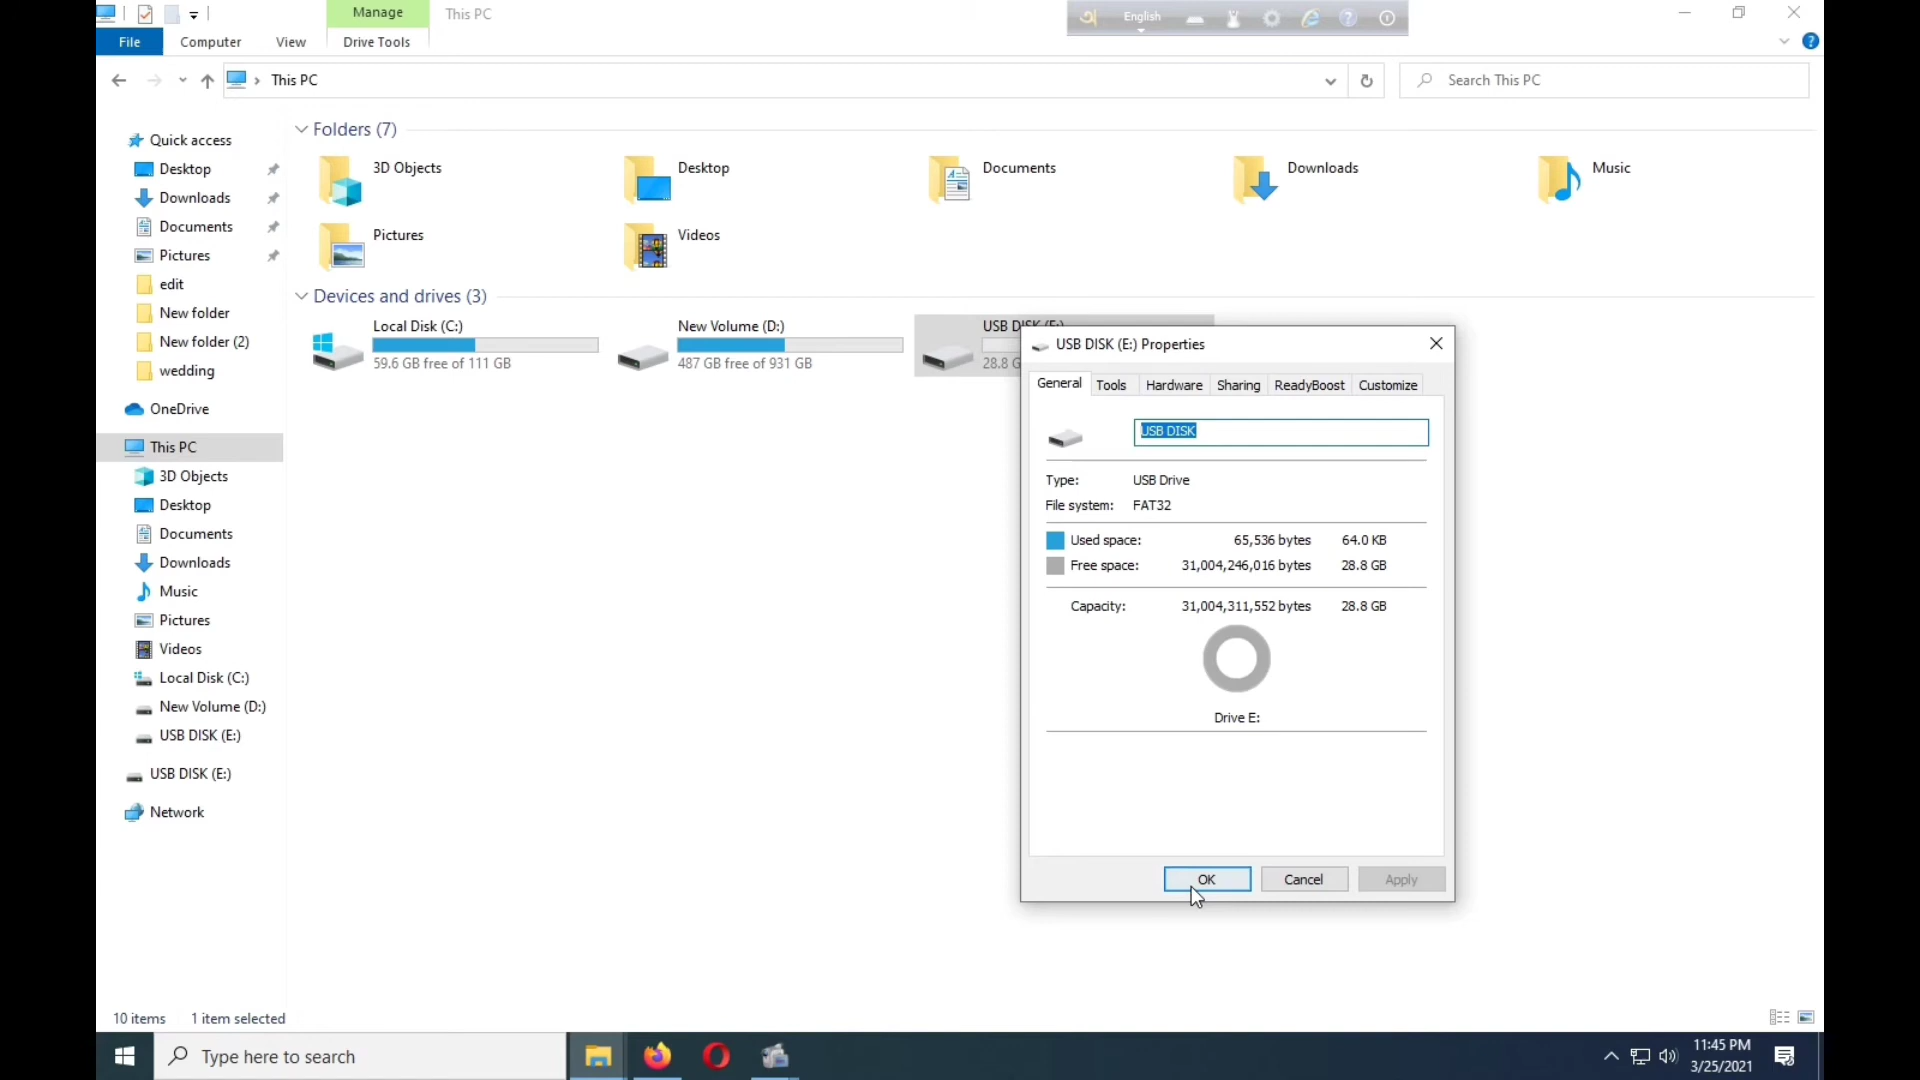 Manage
This PC
English
File
Computer
View
Drive Tools
This PC
Search This PC
Quick access
Desktop
Downloads
Documents
Pictures
edit
New folder
New folder (2)
wedding
OneDrive
This PC
3D Objects
Desktop
Documents
Downloads
Music
Pictures
Videos
Local Disk (C:)
New Volume (D:)
USB DISK (E:)
USB DISK (E:)
Network
Folders (7)
3D Objects
Desktop
Documents
Downloads
Music
Pictures
Videos
Devices and drives (3)
Local Disk (C:)
59.6 GB free of 111 GB
New Volume (D:)
487 GB free of 931 GB
USB DISK (E:)
28.8 G
USB DISK (E:) Properties
General Tools Hardware Sharing ReadyBoost Customize
USB DISK
Type: USB Drive
File system: FAT32
Used space: 65,536 bytes 64.0 KB
Free space: 31,004,246,016 bytes 28.8 GB
Capacity: 31,004,311,552 bytes 28.8 GB
Drive E:
OK Cancel Apply
10 items 1 item selected
Type here to search
11:45 PM
3/25/2021